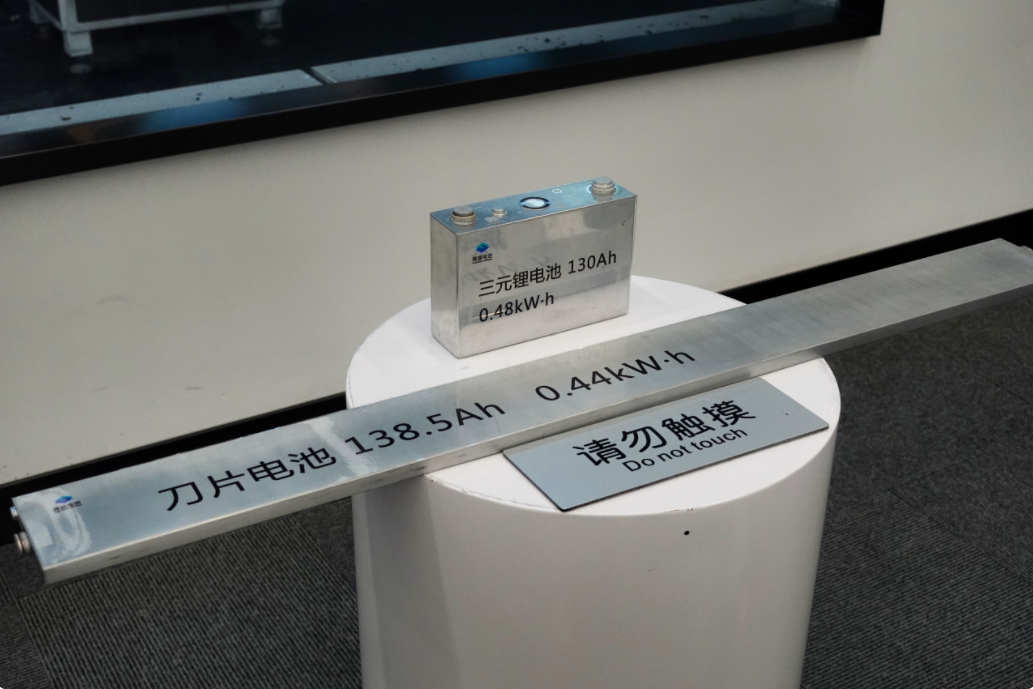 三元锂电池 130Ah
0.48kW·h
刀片电池 138.5Ah 0.44kW·h
请勿触摸
Do not touch